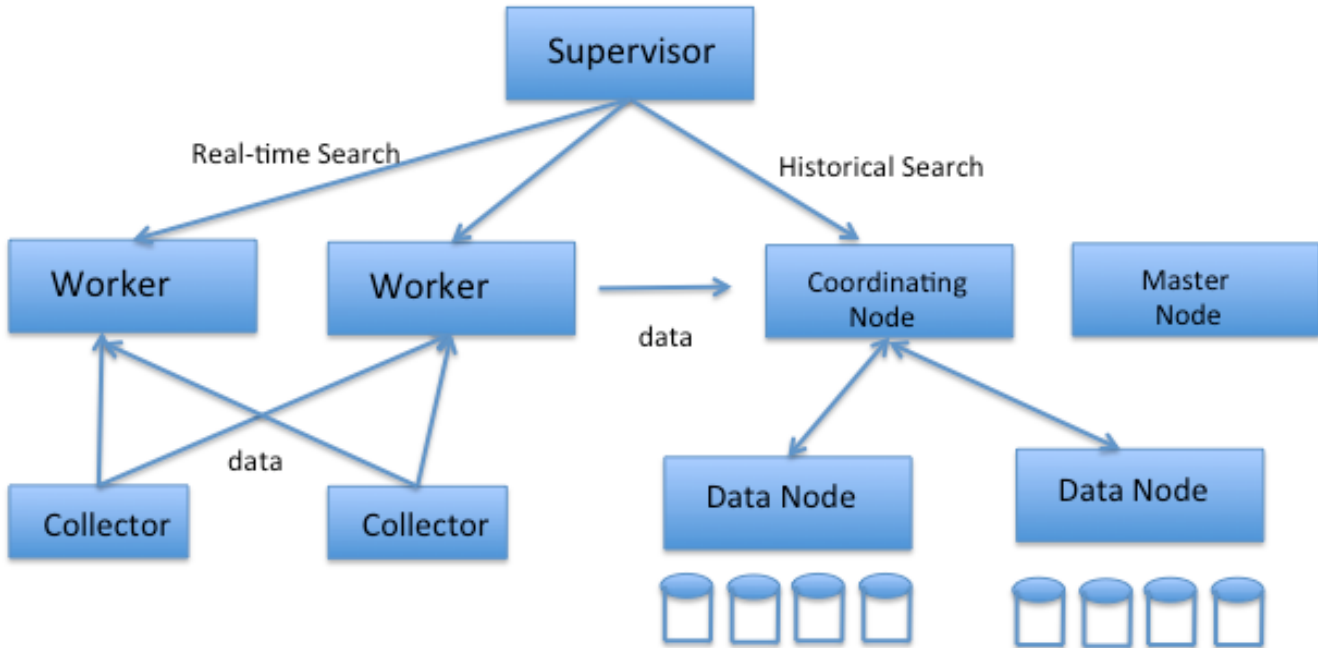 Supervisor
Real-time Search
Historical Search
Worker
Worker
Coordinating
Node
Master
Node
data
data
Collector
Collector
Data Node
Data Node